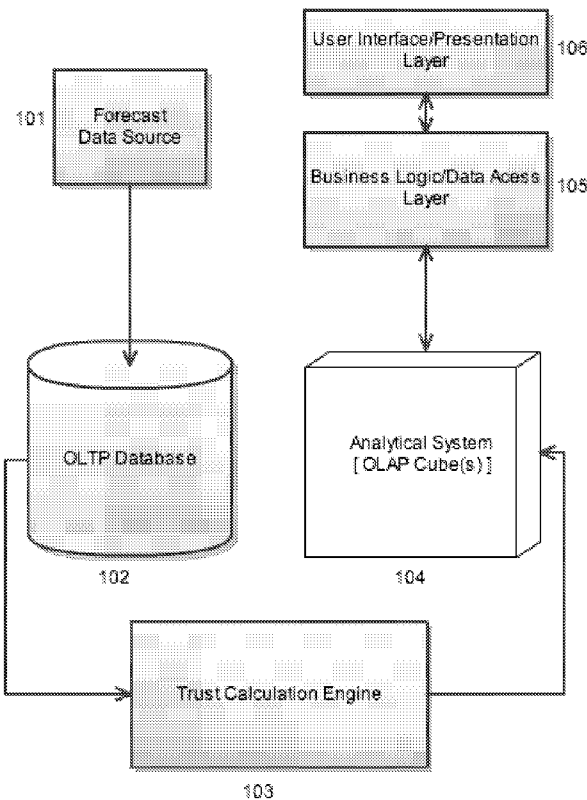 User Interface/Presentation
Layer
106
101
Forecast
Data Source
Business Logic/Data Acess
Layer
105
OLTP Database
Analytical System
[ OLAP Cube(s) ]
102
104
Trust Calculation Engine
103